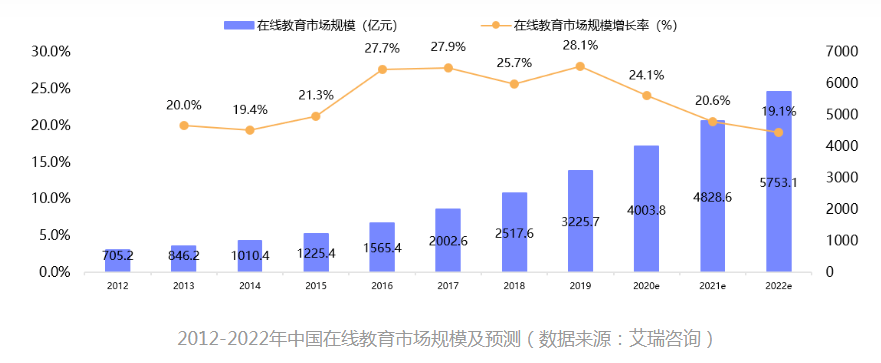 在线教育市场规模（亿元） 在线教育市场规模增长率（%）
30.0% 27.7% 27.9% 25.7% 28.1% 7000
25.0% 20.0% 19.4% 21.3% 24.1% 6000
20.0% 20.6% 19.1% 5000
15.0% 4000
10.0% 4003.8 4828.6 5753.1 3000
5.0% 1565.4 2002.6 2517.6 3225.7 2000
705.2 846.2 1010.4 1225.4 1000
0.0% 0
2012 2013 2014 2015 2016 2017 2018 2019 2020e 2021e 2022e
2012-2022年中国在线教育市场规模及预测（数据来源：艾瑞咨询）